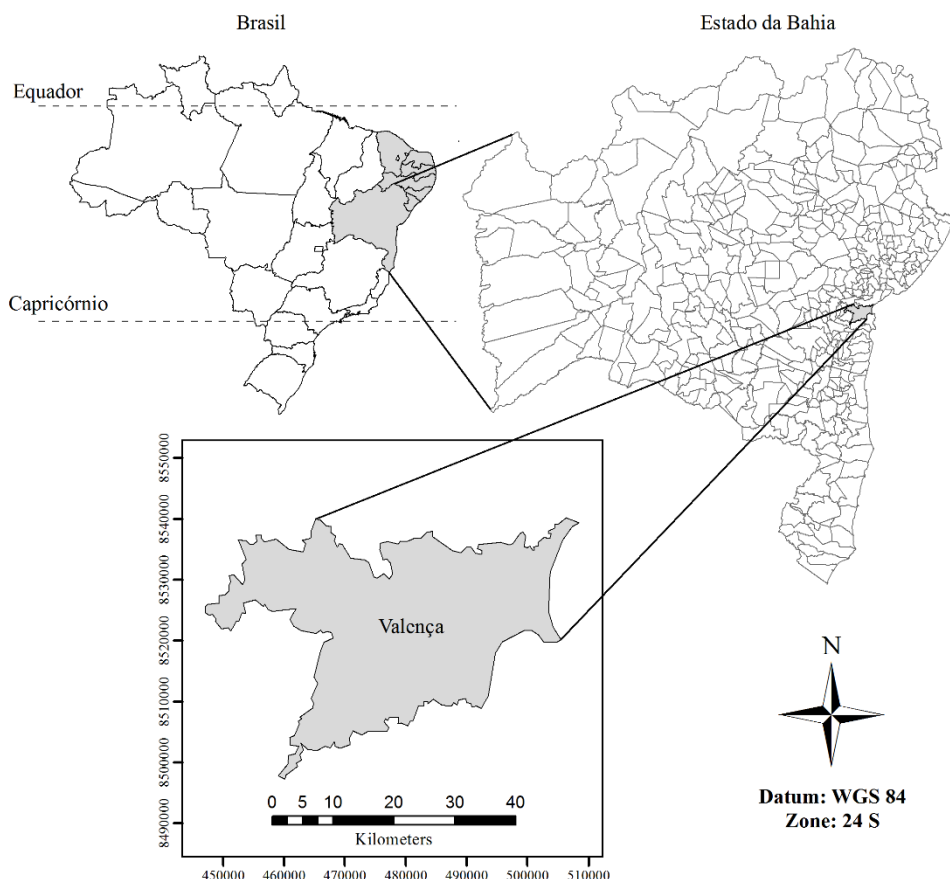 Brasil
Estado da Bahia
Equador
Capricórnio
8550000
8540000
8530000
8520000
8510000
8500000
8490000
Valença
N
0 5 10 20 30 40
Kilometers
Datum: WGS 84
Zone: 24 S
450000 460000 470000 480000 490000 500000 510000